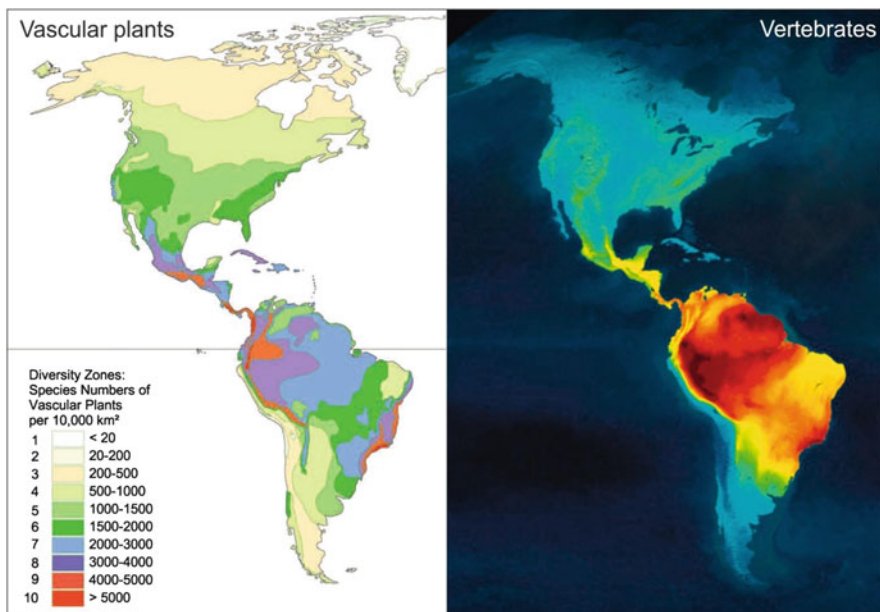 Vascular plants
Vertebrates
Diversity Zones:
Species Numbers of
Vascular Plants
per 10,000 km²
1 < 20
2 20-200
3 200-500
4 500-1000
5 1000-1500
6 1500-2000
7 2000-3000
8 3000-4000
9 4000-5000
10 > 5000